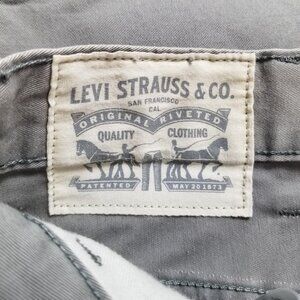 LEVI STRAUSS & CO.
SAN FRANCISCO
CAL.
ORIGINAL RIVETED
QUALITY CLOTHING
PATENTED MAY 20 1873